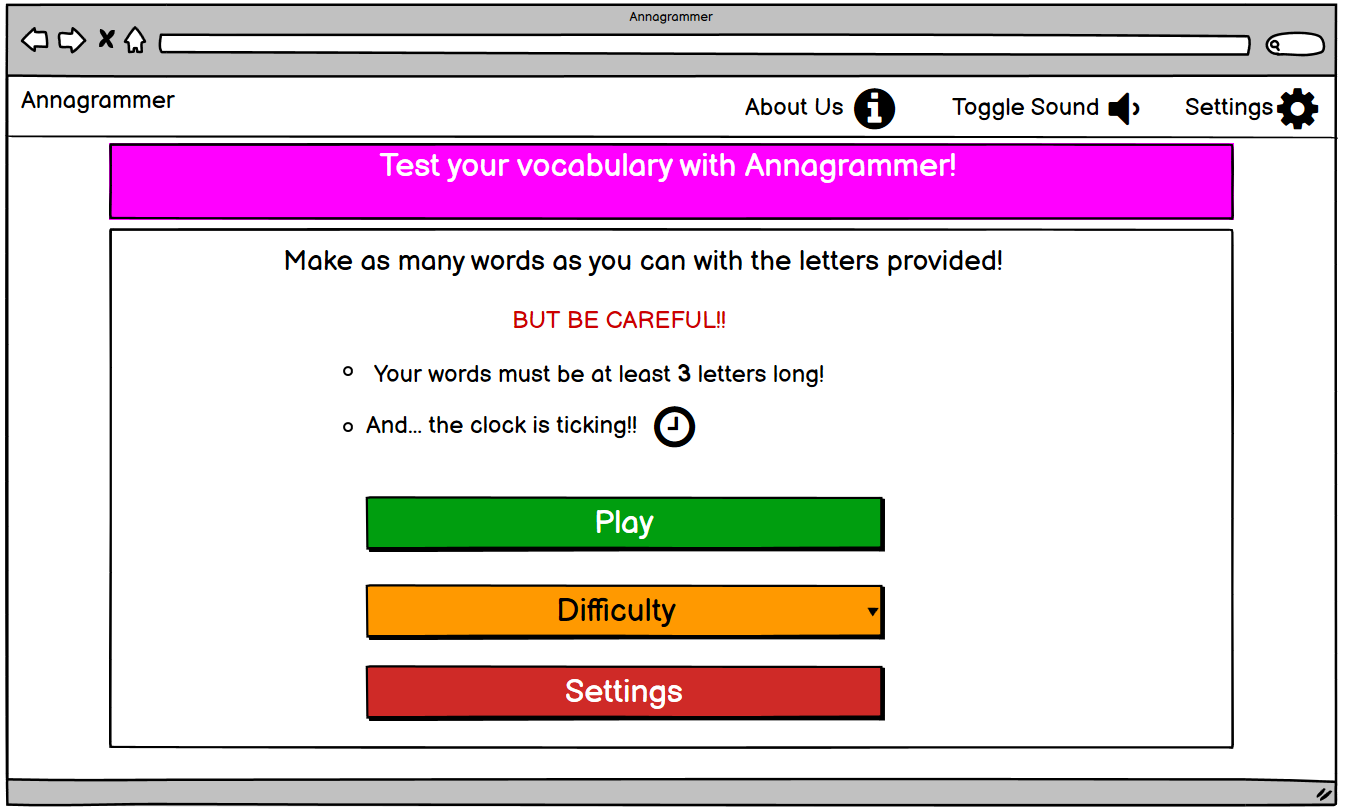 Annagrammer
Annagrammer
About Us
Toggle Sound
Settings
Test your vocabulary with Annagrammer!
Make as many words as you can with the letters provided!
BUT BE CAREFUL!!
Your words must be at least 3 letters long!
And... the clock is ticking!!
Play
Difficulty
Settings